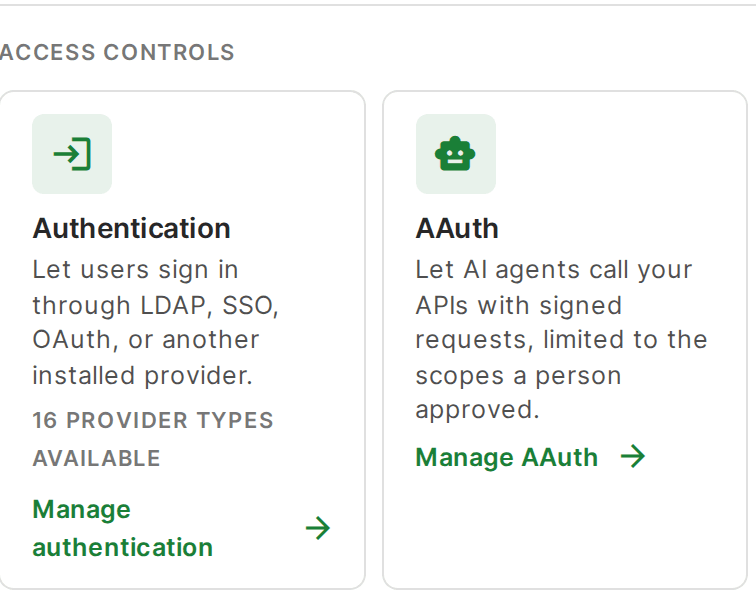 ACCESS CONTROLS
Authentication
Let users sign in
through LDAP, SSO,
OAuth, or another
installed provider.
16 PROVIDER TYPES
AVAILABLE
Manage
authentication
AAuth
Let AI agents call your
APIs with signed
requests, limited to the
scopes a person
approved.
Manage AAuth